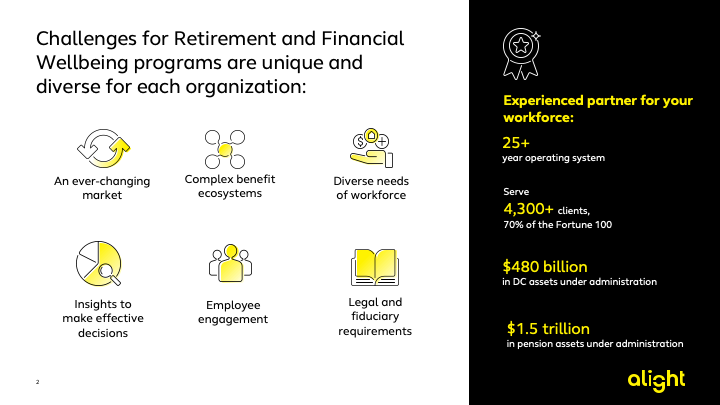 Challenges for Retirement and Financial
Wellbeing programs are unique and
diverse for each organization:
An ever-changing
market
Complex benefit
ecosystems
Diverse needs
of workforce
Insights to
make effective
decisions
Employee
engagement
Legal and
fiduciary
requirements
2
Experienced partner for your
workforce:
25+
year operating system
Serve
4,300+ clients,
70% of the Fortune 100
$480 billion
in DC assets under administration
$1.5 trillion
in pension assets under administration
alight